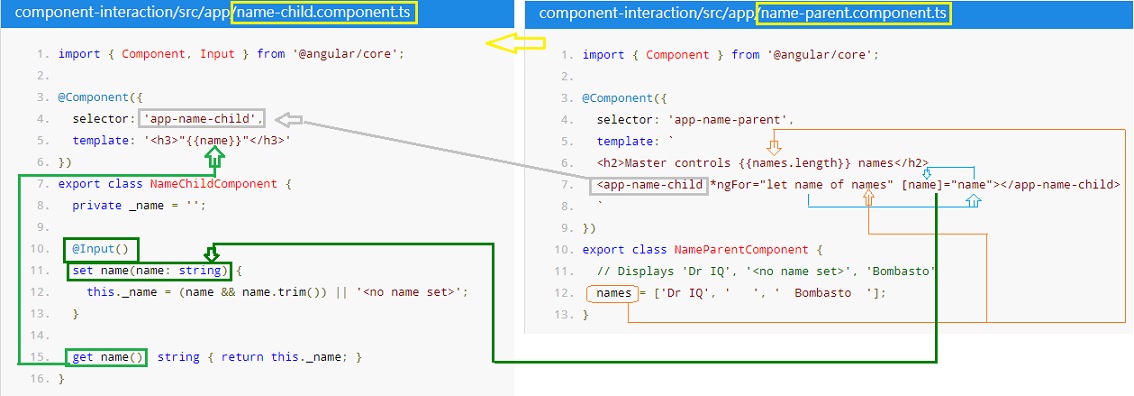 component-interaction/src/app/name-child.component.ts
1. import { Component, Input } from '@angular/core';
2.
3. @Component({
4. selector: 'app-name-child',
5. template: '<h3>"{{name}}"</h3>'
6. })
7. export class NameChildComponent {
8. private _name = '';
9.
10. @Input()
11. set name(name: string) {
12. this._name = (name && name.trim()) || '<no name set>';
13. }
14.
15. get name() string { return this._name; }
16. }
component-interaction/src/app/name-parent.component.ts
1. import { Component } from '@angular/core';
2.
3. @Component({
4. selector: 'app-name-parent',
5. template: `
6. <h2>Master controls {{names.length}} names</h2>
7. <app-name-child *ngFor="let name of names" [name]="name"></app-name-child>
8. `
9. })
10. export class NameParentComponent {
11. // Displays 'Dr IQ', '<no name set>', 'Bombasto'
12. names = ['Dr IQ', '   ', '  Bombasto  '];
13. }